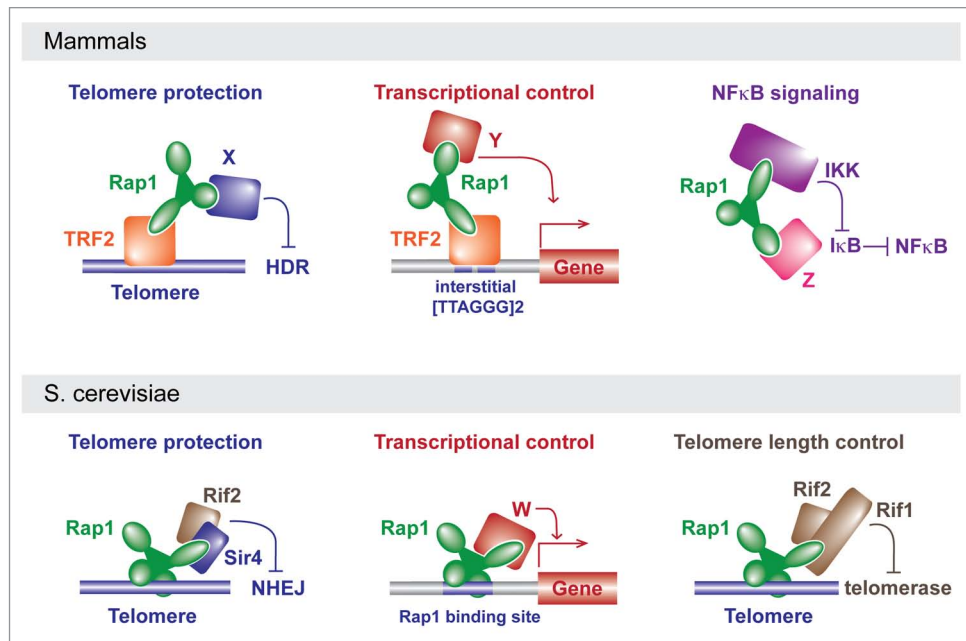 Mammals
Telomere protection
Transcriptional control
NFκB signaling
X
Rap1
TRF2
HDR
Telomere
Y
Rap1
TRF2
Gene
interstitial
[TTAGGG]2
IKK
Rap1
IκB
NFκB
Z
S. cerevisiae
Telomere protection
Transcriptional control
Telomere length control
Rif2
Rap1
Sir4
NHEJ
Telomere
W
Rap1
Gene
Rap1 binding site
Rif2
Rif1
Rap1
telomerase
Telomere